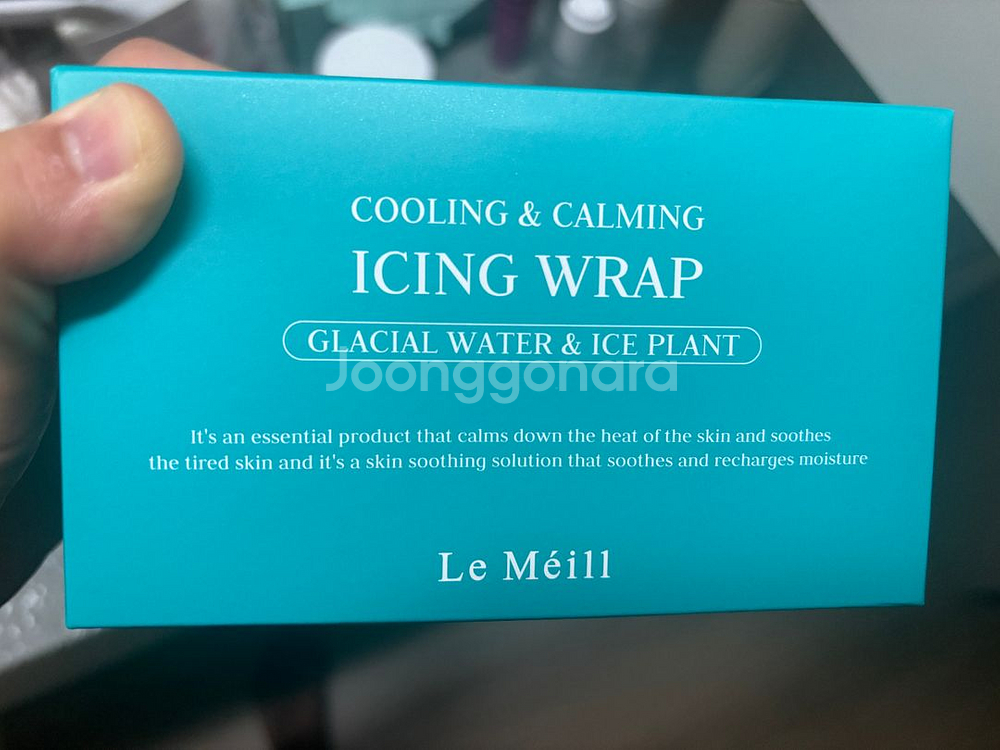 COOLING & CALMING
ICING WRAP
GLACIAL WATER & ICE PLANT
Joonggonara
It's an essential product that calms down the heat of the skin and soothes
the tired skin and it's a skin soothing solution that soothes and recharges moisture
Le Méill